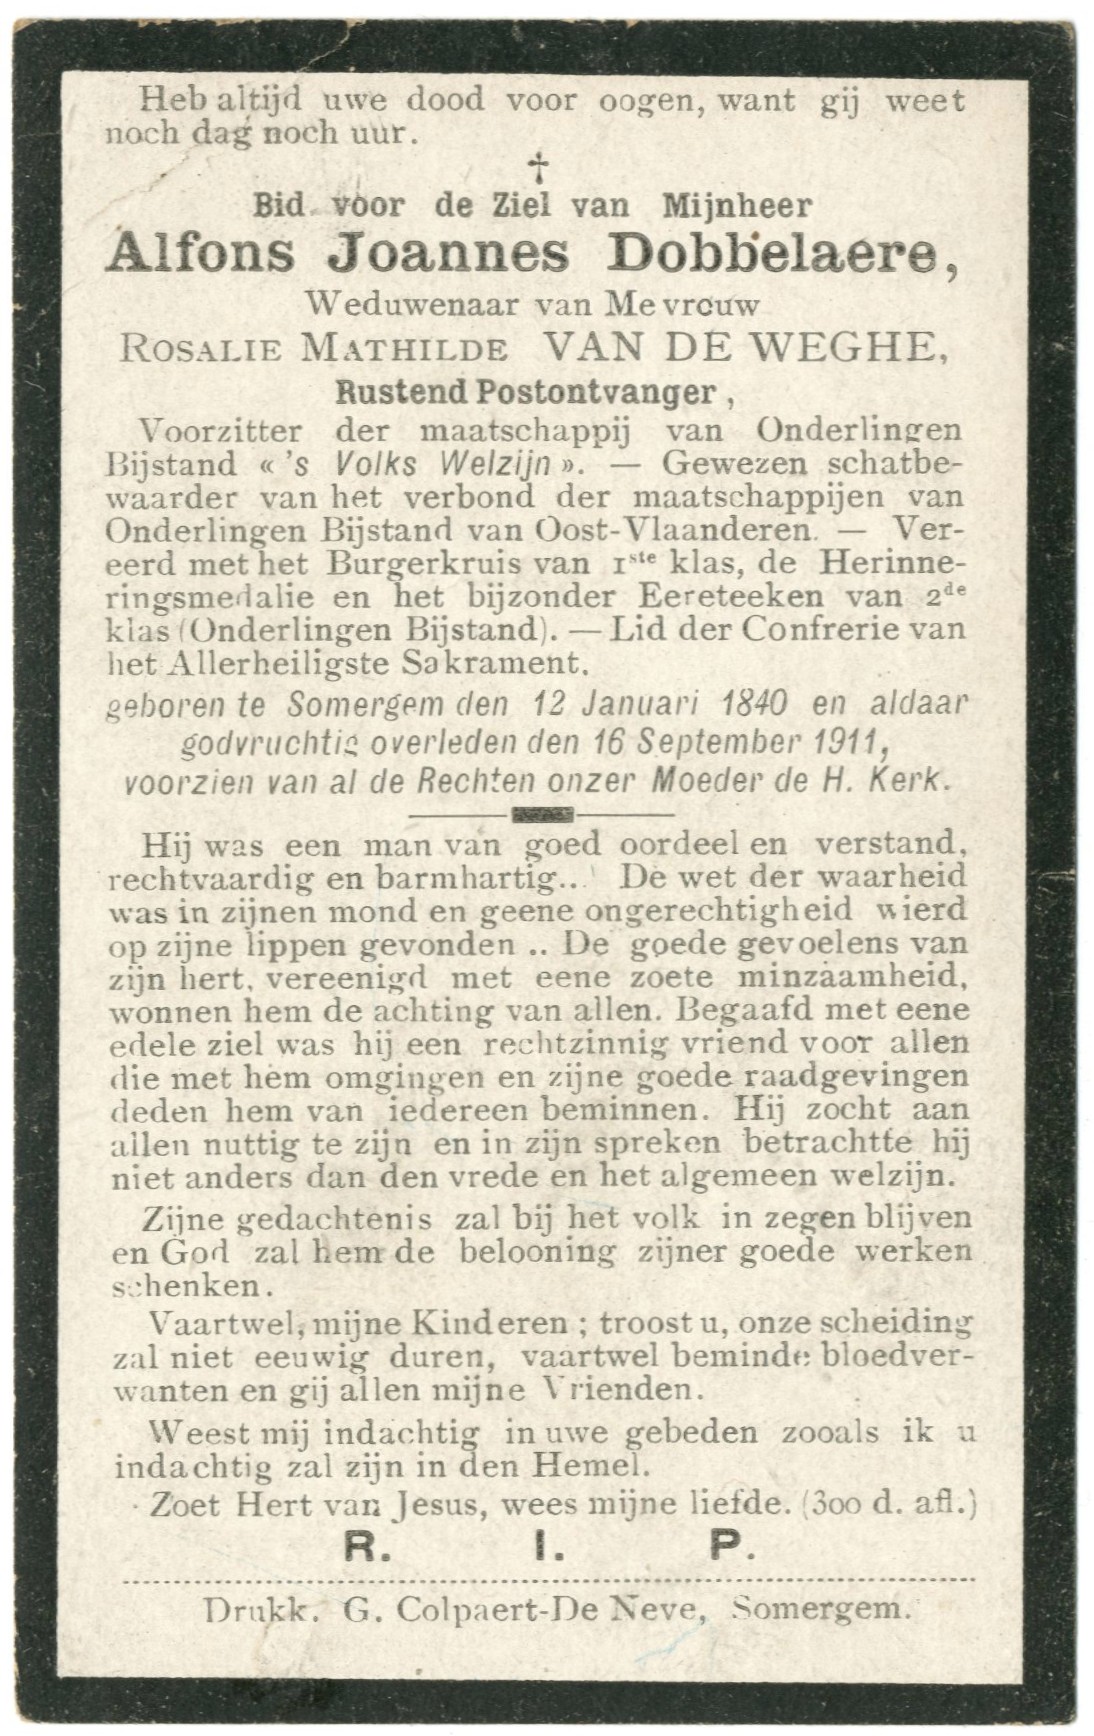 Heb altijd uwe dood voor oogen, want gij weet
noch dag noch uur.
†
Bid voor de Ziel van Mijnheer
Alfons Joannes Dobbelaere,
Weduwenaar van Mevrouw
ROSALIE MATHILDE VAN DE WEGHE,
Rustend Postontvanger,
Voorzitter der maatschappij van Onderlingen
Bijstand « 's Volks Welzijn ». — Gewezen schatbe-
waarder van het verbond der maatschappijen van
Onderlingen Bijstand van Oost-Vlaanderen. — Ver-
eerd met het Burgerkruis van 1ste klas, de Herinne-
ringsmedalie en het bijzonder Eereteeken van 2de
klas (Onderlingen Bijstand). — Lid der Confrerie van
het Allerheiligste Sakrament.
geboren te Somergem den 12 Januari 1840 en aldaar
godvruchtig overleden den 16 September 1911,
voorzien van al de Rechten onzer Moeder de H. Kerk.
Hij was een man van goed oordeel en verstand,
rechtvaardig en barmhartig... De wet der waarheid
was in zijnen mond en geene ongerechtigheid wierd
op zijne lippen gevonden .. De goede gevoelens van
zijn hert, vereenigd met eene zoete minzaamheid,
wonnen hem de achting van allen. Begaafd met eene
edele ziel was hij een rechtzinnig vriend voor allen
die met hem omgingen en zijne goede raadgevingen
deden hem van iedereen beminnen. Hij zocht aan
allen nuttig te zijn en in zijn spreken betrachtte hij
niet anders dan den vrede en het algemeen welzijn.
Zijne gedachtenis zal bij het volk in zegen blijven
en God zal hem de belooning zijner goede werken
schenken.
Vaartwel, mijne Kinderen ; troost u, onze scheiding
zal niet eeuwig duren, vaartwel beminde bloedver-
wanten en gij allen mijne Vrienden.
Weest mij indachtig in uwe gebeden zooals ik u
indachtig zal zijn in den Hemel.
Zoet Hert van Jesus, wees mijne liefde. (300 d. afl.)
R. I. P.
Drukk. G. Colpaert-De Neve, Somergem.